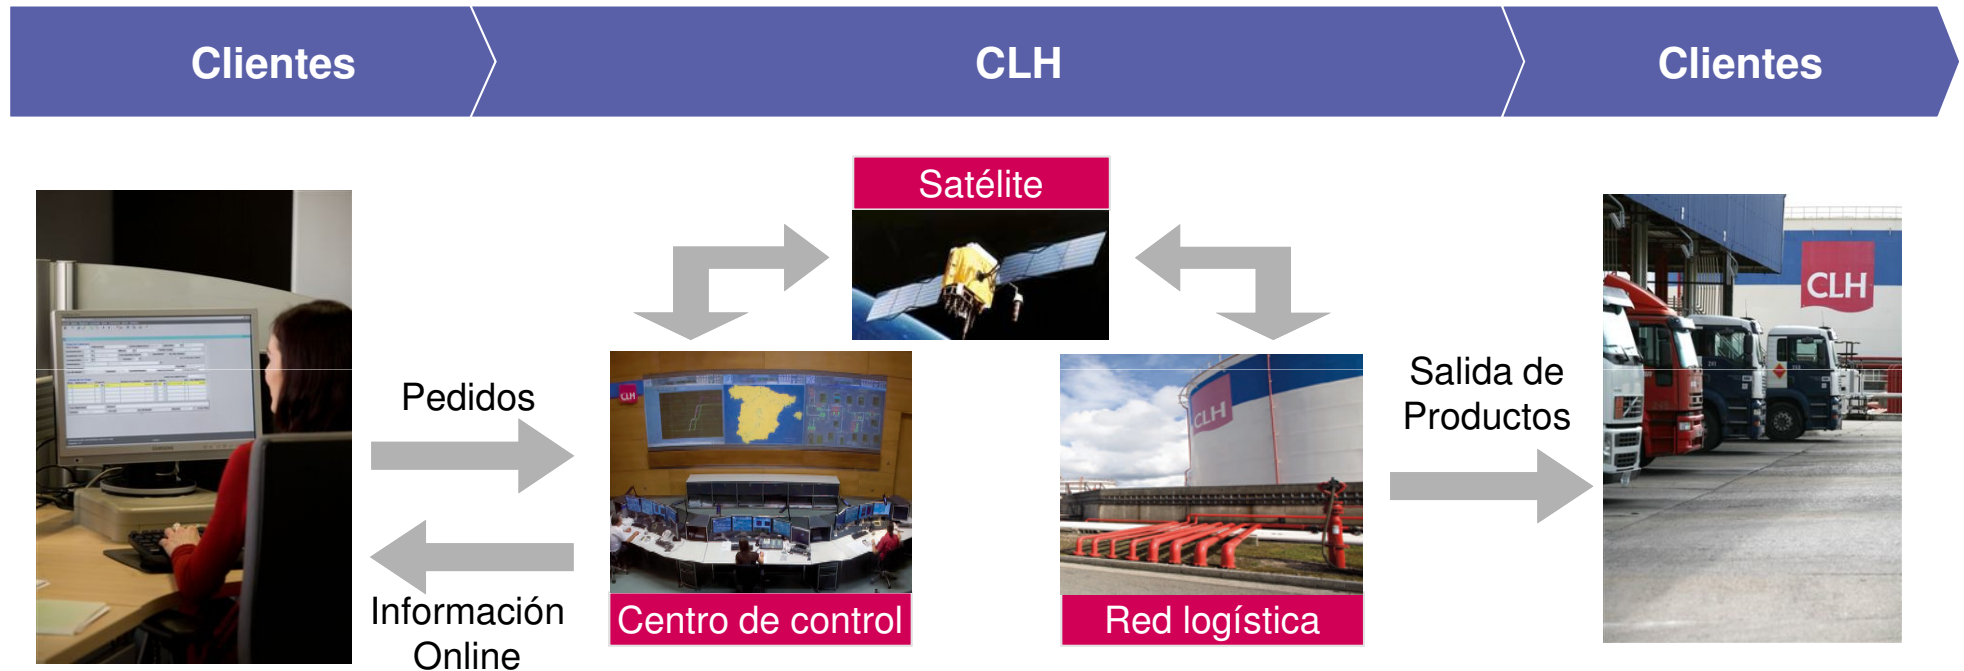 Clientes
CLH
Clientes
Satélite
Pedidos
Información
Online
Centro de control
Red logística
Salida de
Productos
CLH
CLH
CLH